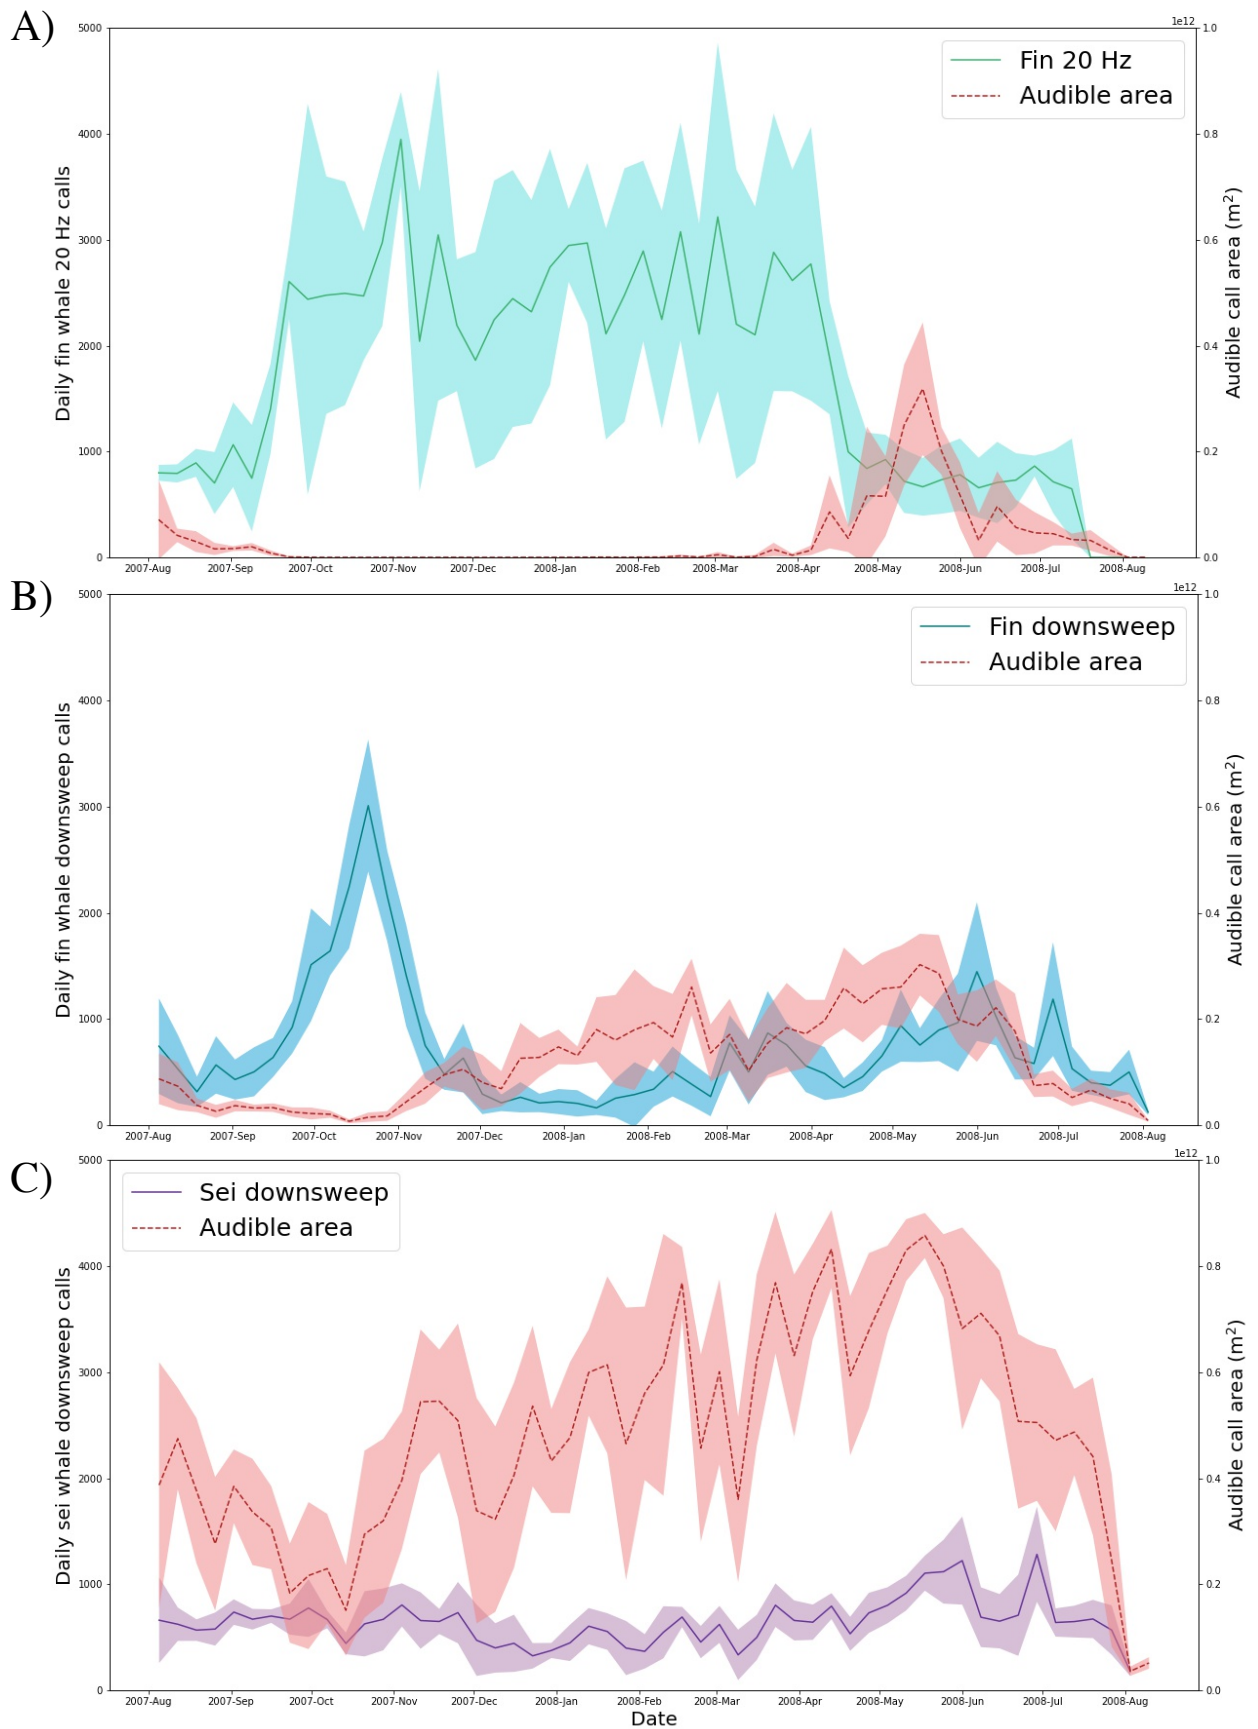 A)
1e12
5000
4000
3000
2000
1000
0
Daily fin whale 20 Hz calls
Fin 20 Hz
Audible area
1.0
0.8
0.6
0.4
0.2
0.0
Audible call area (m²)
2007-Aug 2007-Sep 2007-Oct 2007-Nov 2007-Dec 2008-Jan 2008-Feb 2008-Mar 2008-Apr 2008-May 2008-Jun 2008-Jul 2008-Aug
B)
1e12
5000
4000
3000
2000
1000
0
Daily fin whale downsweep calls
Fin downsweep
Audible area
1.0
0.8
0.6
0.4
0.2
0.0
Audible call area (m²)
2007-Aug 2007-Sep 2007-Oct 2007-Nov 2007-Dec 2008-Jan 2008-Feb 2008-Mar 2008-Apr 2008-May 2008-Jun 2008-Jul 2008-Aug
C)
1e12
5000
4000
3000
2000
1000
0
Daily sei whale downsweep calls
Sei downsweep
Audible area
1.0
0.8
0.6
0.4
0.2
0.0
Audible call area (m²)
2007-Aug 2007-Sep 2007-Oct 2007-Nov 2007-Dec 2008-Jan 2008-Feb 2008-Mar 2008-Apr 2008-May 2008-Jun 2008-Jul 2008-Aug
Date